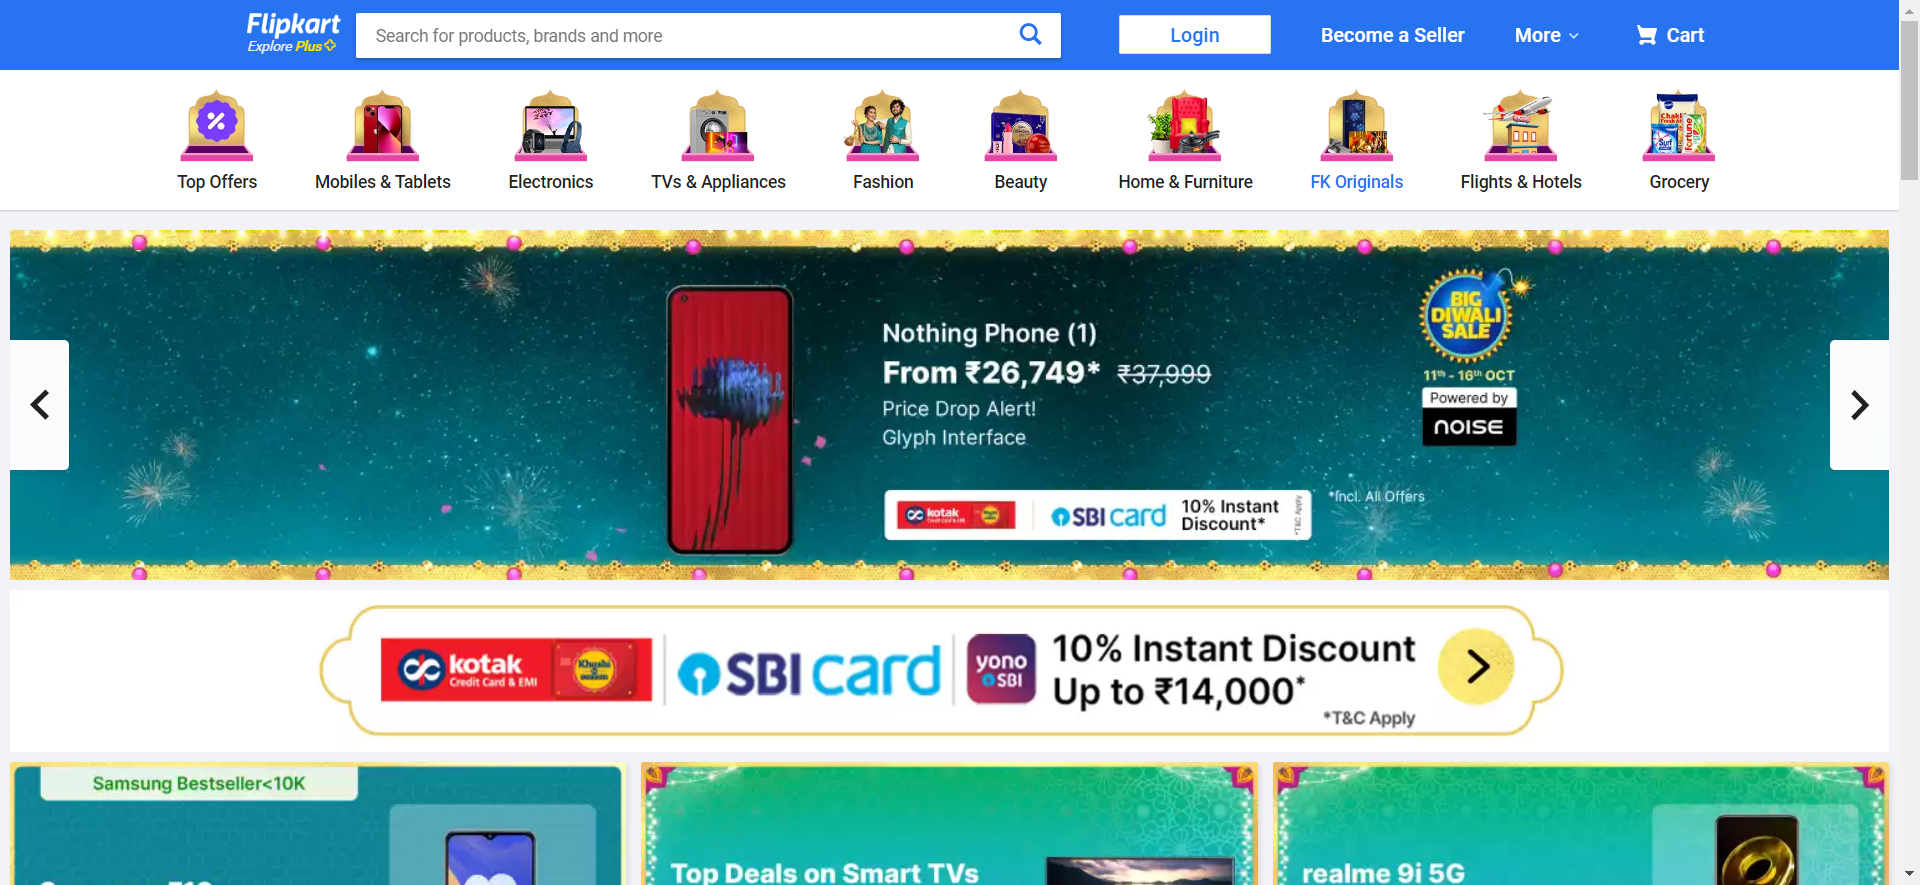 Flipkart
Explore Plus
Search for products, brands and more
Login
Become a Seller
More
Cart
Top Offers
Mobiles & Tablets
Electronics
TVs & Appliances
Fashion
Beauty
Home & Furniture
FK Originals
Flights & Hotels
Grocery
Nothing Phone (1)
From ₹26,749* ₹37,999
Price Drop Alert!
Glyph Interface
BIG
DIWALI
SALE
11th - 16th OCT
Powered by
NOISE
kotak
Credit Card & EMI
SBI card
10% Instant
Discount*
*T&C Apply
*Incl. All Offers
kotak
Credit Card & EMI
Khushi
SBI card
yono
SBI
10% Instant Discount
Up to ₹14,000*
*T&C Apply
Samsung Bestseller<10K
Top Deals on Smart TVs
realme 9i 5G